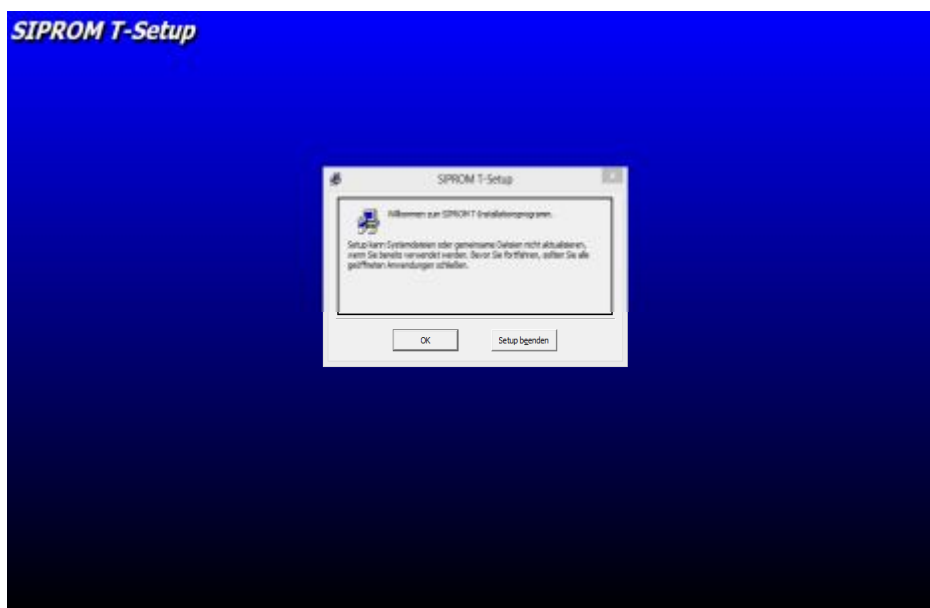 SIPROM T-Setup
SIPROM T-Setup
Willkommen zum SIPROM T Installationsprogramm.
Setup kann Systemdateien oder gemeinsame Dateien nicht aktualisieren,
wenn Sie bereits verwendet werden. Bevor Sie fortfahren, sollten Sie alle
geöffneten Anwendungen schließen.
OK
Setup beenden